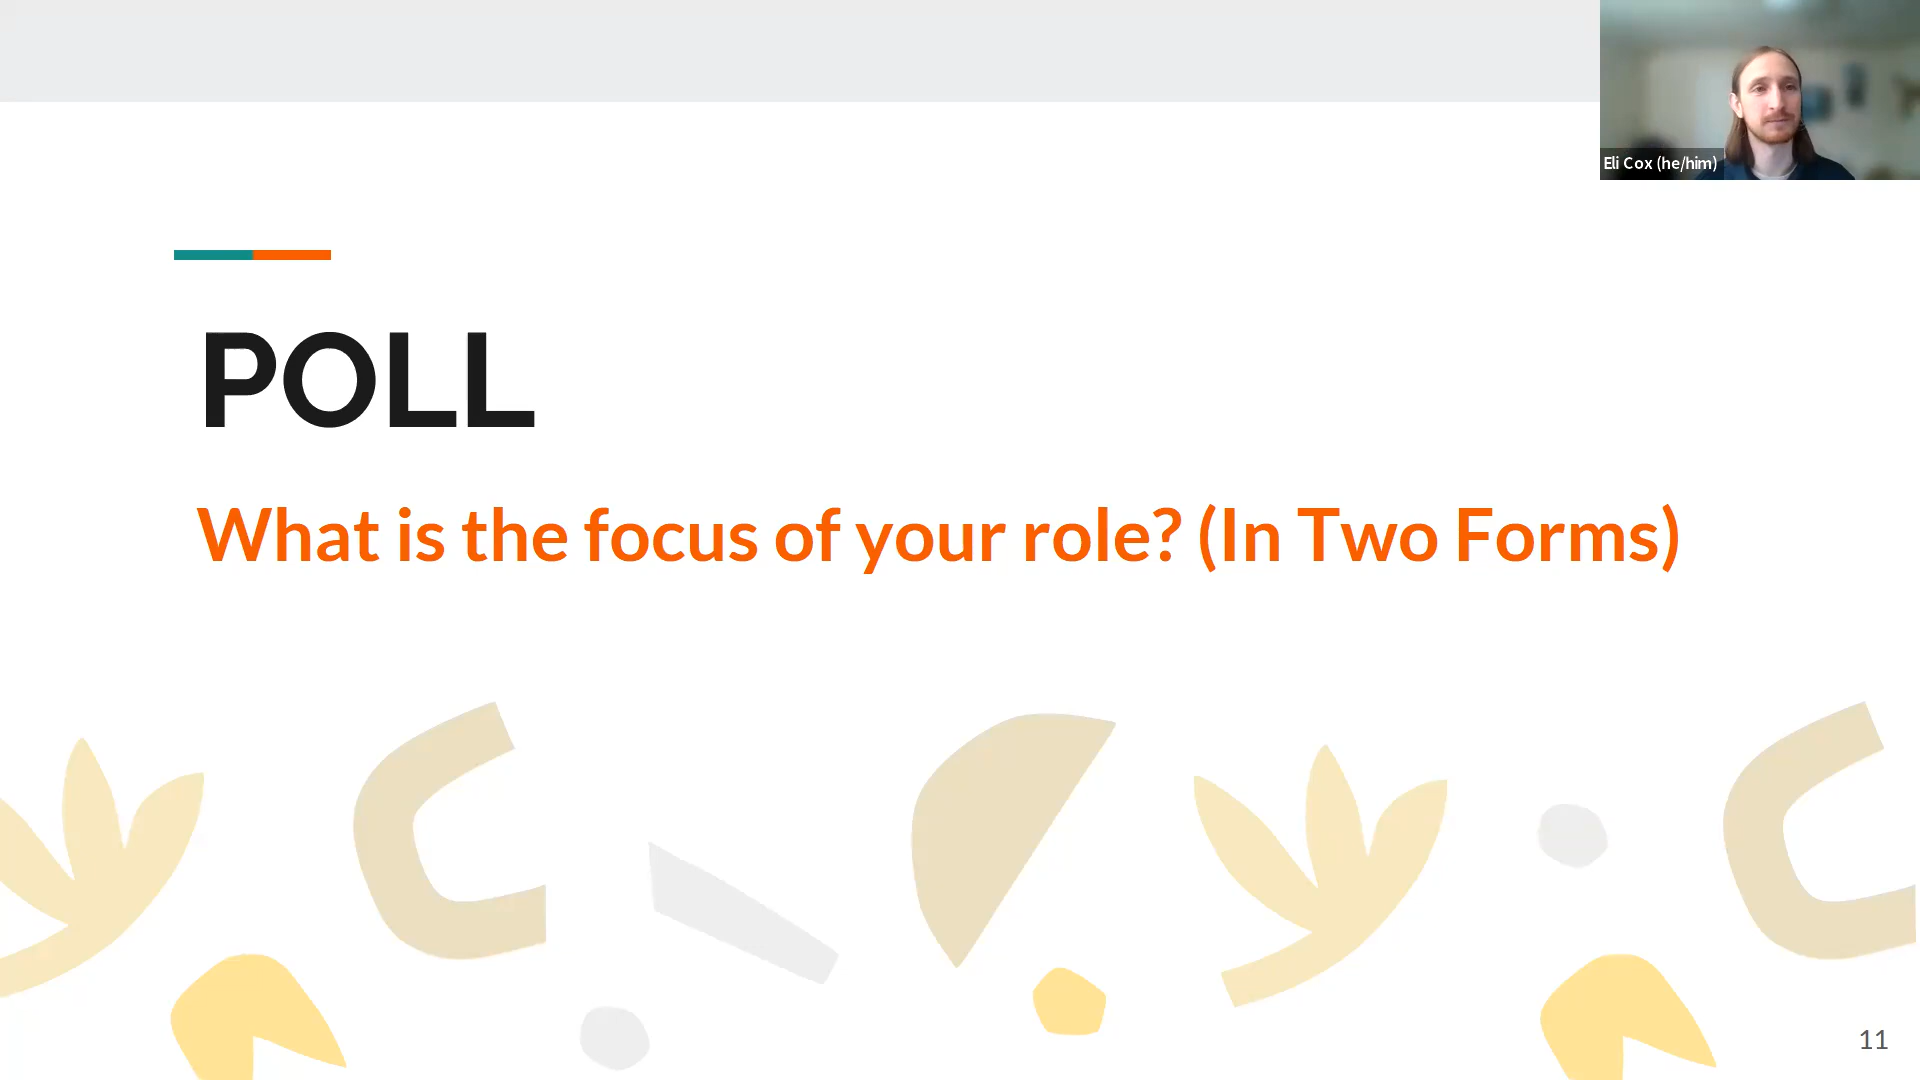 Eli Cox (he/him)
POLL
What is the focus of your role? (In Two Forms)
11